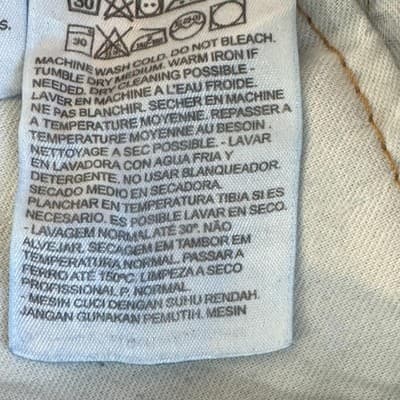 s.
30
30
MACHINE WASH COLD. DO NOT BLEACH.
TUMBLE DRY MEDIUM. WARM IRON IF
NEEDED. DRY CLEANING POSSIBLE -
LAVER EN MACHINE A L'EAU FROIDE.
NE PAS BLANCHIR. SECHER EN MACHINE
A TEMPERATURE MOYENNE. REPASSER A
TEMPERATURE MOYENNE AU BESOIN .
NETTOYAGE A SEC POSSIBLE. - LAVAR
EN LAVADORA CON AGUA FRIA Y
DETERGENTE. NO USAR BLANQUEADOR.
SECADO MEDIO EN SECADORA.
PLANCHAR EN TEMPERATURA TIBIA SI ES
NECESARIO. ES POSIBLE LAVAR EN SECO.
- LAVAGEM NORMAL ATÉ 30º. NÃO
ALVEJAR. SECAGEM EM TAMBOR EM
TEMPERATURA NORMAL. PASSAR A
FERRO ATÉ 150ºC. LIMPEZA A SECO
PROFISSIONAL P. NORMAL
- MESIN CUCI DENGAN SUHU RENDAH.
JANGAN GUNAKAN PEMUTIH. MESIN